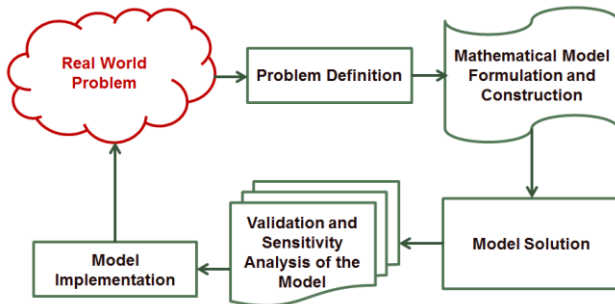 Real World
Problem
Problem Definition
Mathematical Model
Formulation and
Construction
Model Solution
Validation and
Sensitivity
Analysis of the
Model
Model
Implementation